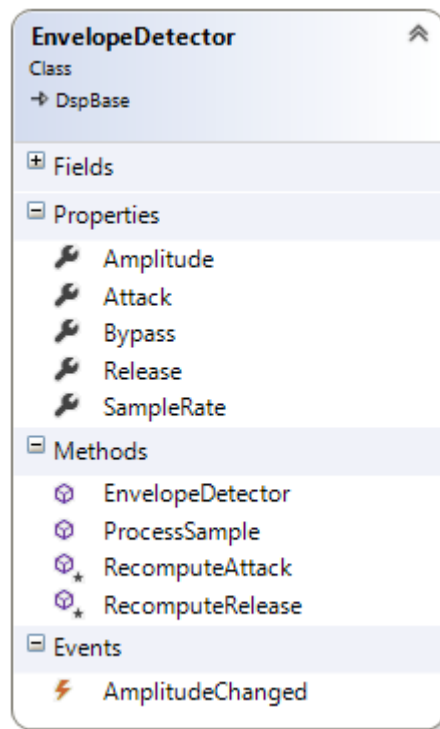 EnvelopeDetector
Class
DspBase
Fields
Properties
Amplitude
Attack
Bypass
Release
SampleRate
Methods
EnvelopeDetector
ProcessSample
RecomputeAttack
RecomputeRelease
Events
AmplitudeChanged